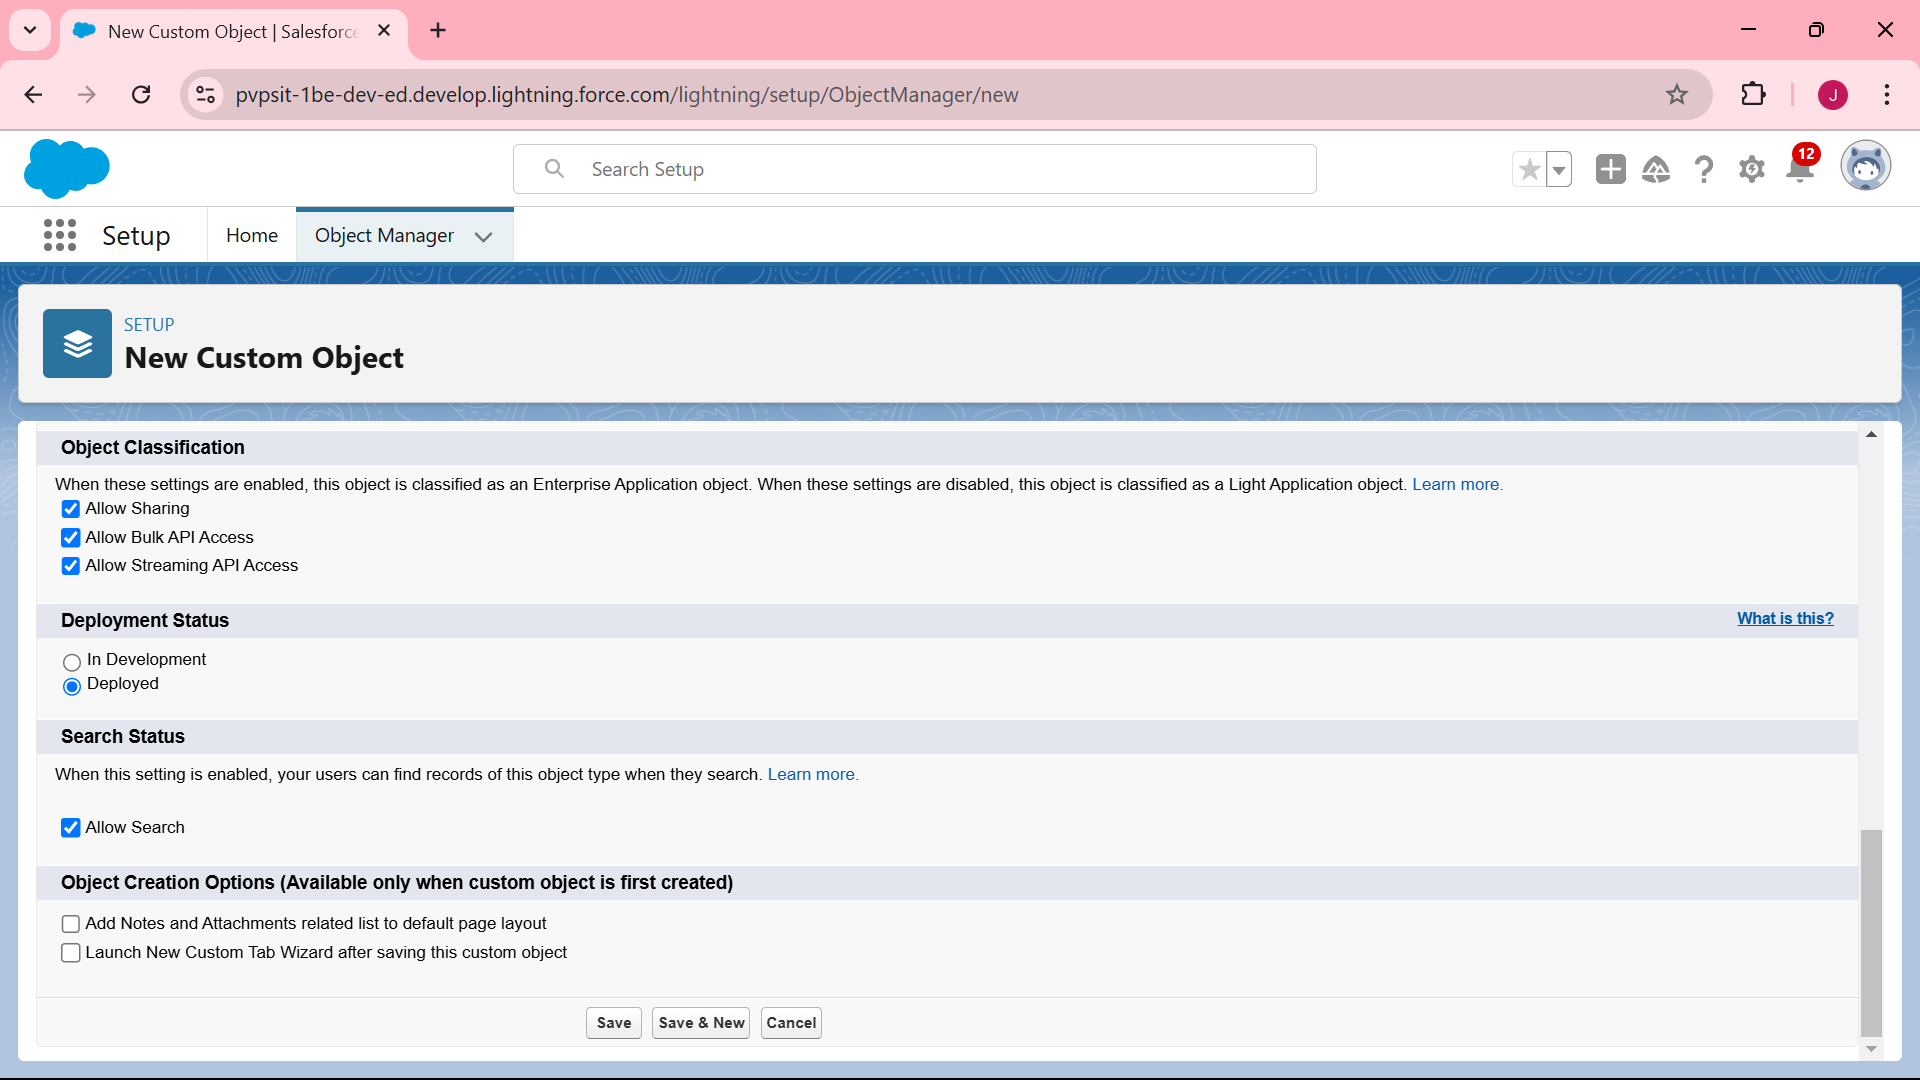 New Custom Object | Salesforce
pvpsit-1be-dev-ed.develop.lightning.force.com/lightning/setup/ObjectManager/new
J
Search Setup
12
Setup
Home
Object Manager
SETUP
New Custom Object
Object Classification
When these settings are enabled, this object is classified as an Enterprise Application object. When these settings are disabled, this object is classified as a Light Application object. Learn more.
Allow Sharing
Allow Bulk API Access
Allow Streaming API Access
Deployment Status
What is this?
In Development
Deployed
Search Status
When this setting is enabled, your users can find records of this object type when they search. Learn more.
Allow Search
Object Creation Options (Available only when custom object is first created)
Add Notes and Attachments related list to default page layout
Launch New Custom Tab Wizard after saving this custom object
Save
Save & New
Cancel